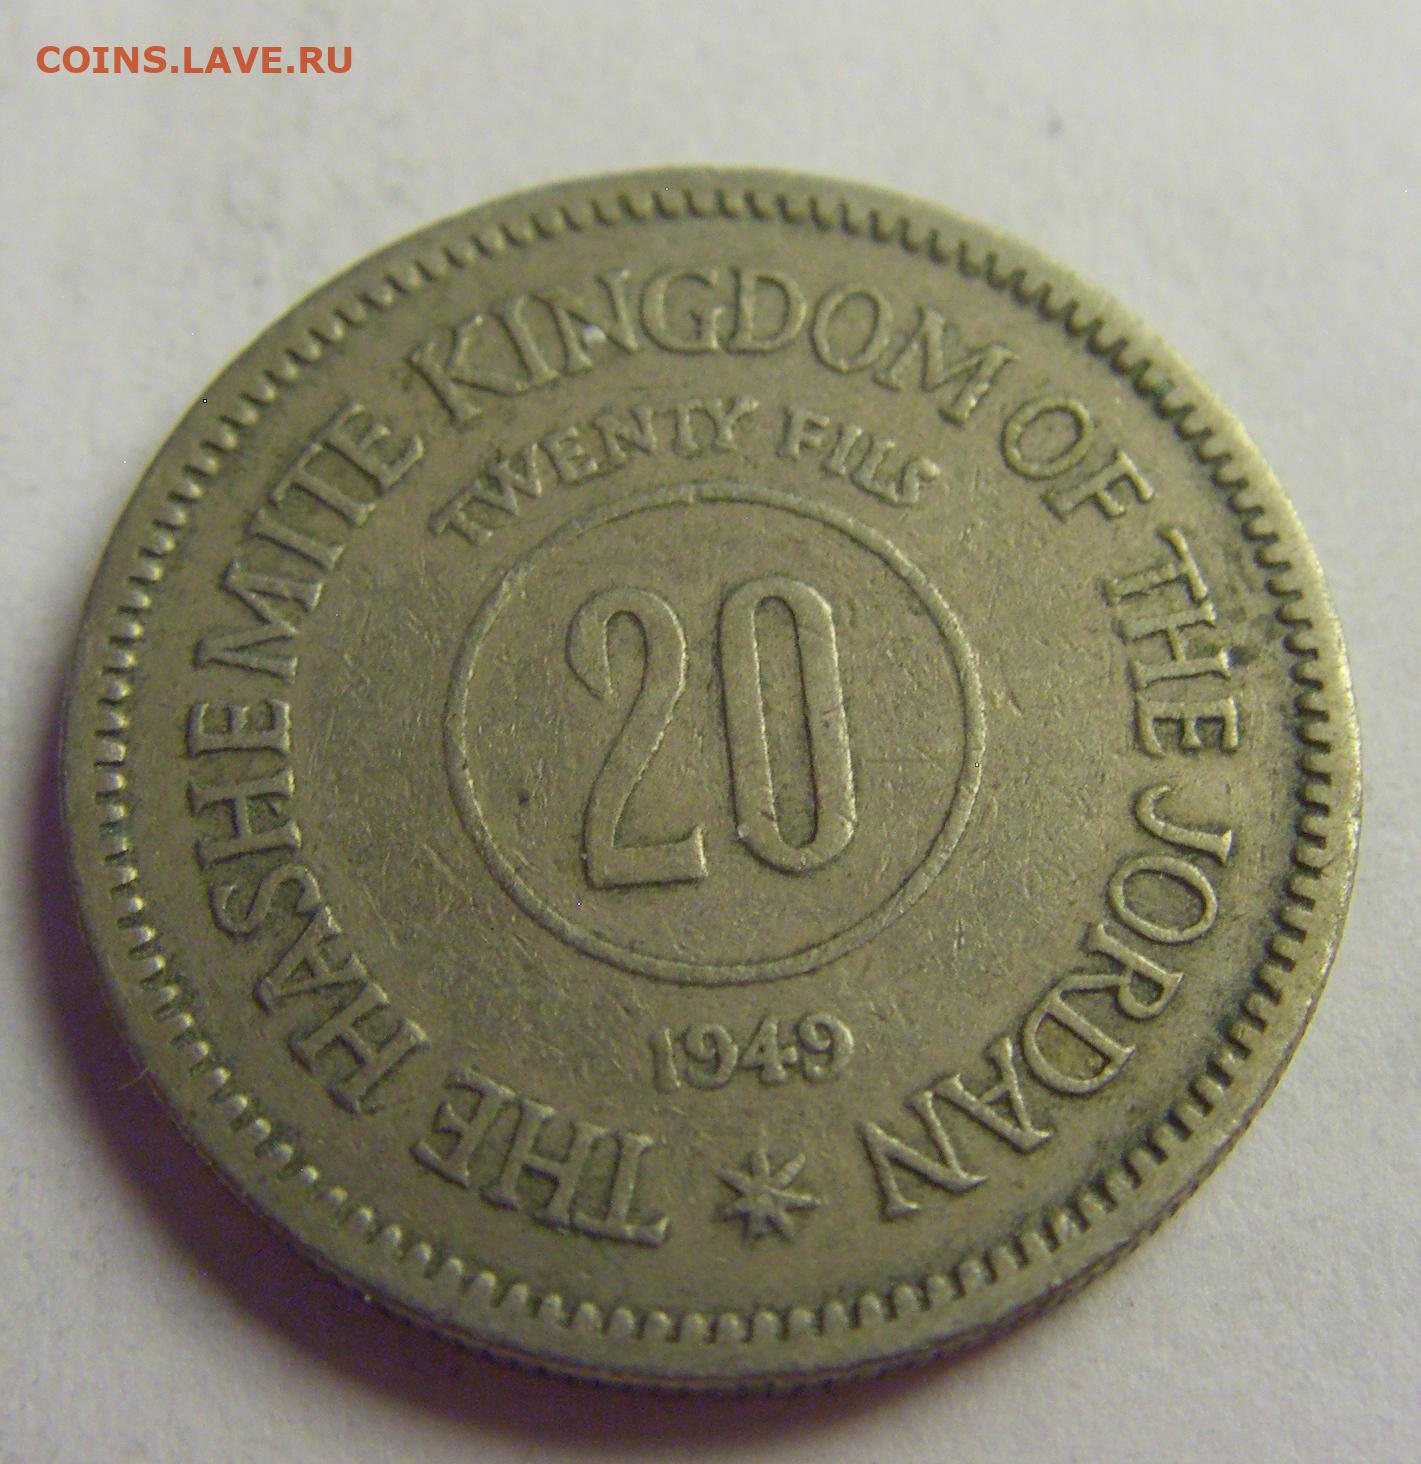 COINS.LAVE.RU
THE HASHEMITE KINGDOM OF THE JORDAN
TWENTY FILS
20
1949